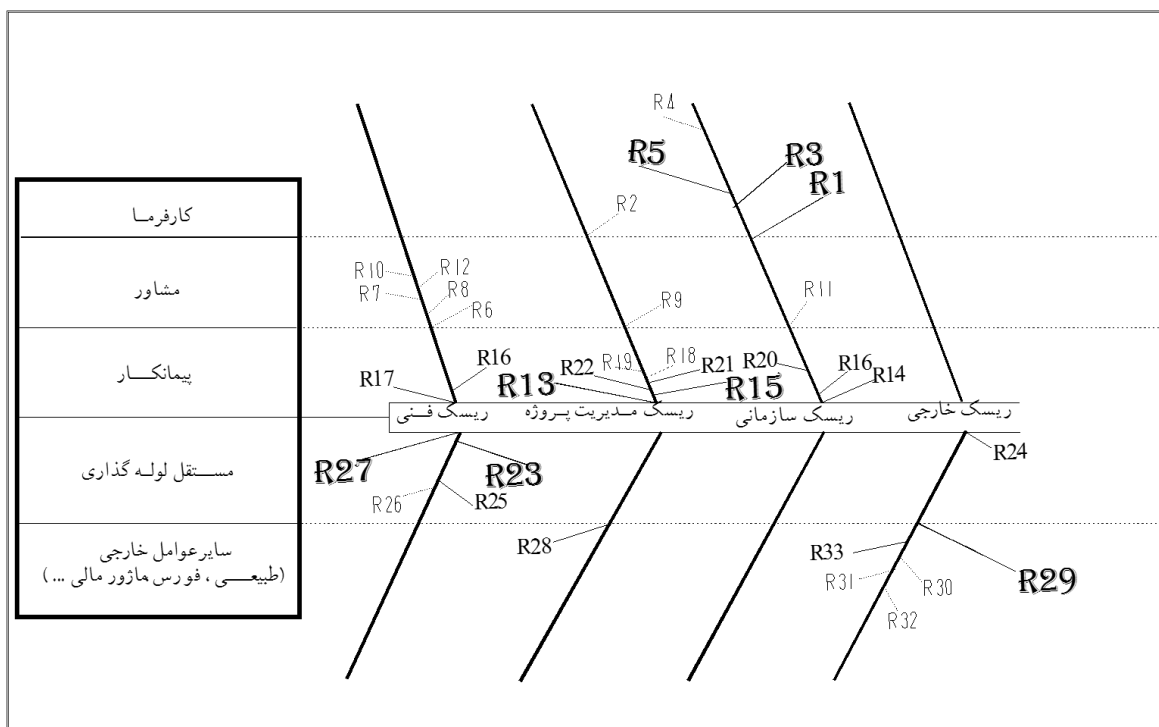 R4
R5
R3
R1
R2
کارفرما
R10
R12
R7
R8
R6
R9
R11
مشاور
R17
R16
R13
R22
R19
R18
R21
R15
R20
R16
R14
پیمانکار
ریسک فنی
ریسک مدیریت پروژه
ریسک سازمانی
ریسک خارجی
R27
R23
R26
R25
R24
مستقل لوله گذاری
R28
R33
R31
R30
R32
R29
سایر عوامل خارجی
(طبیعی ، فورس ماژور مالی ...)